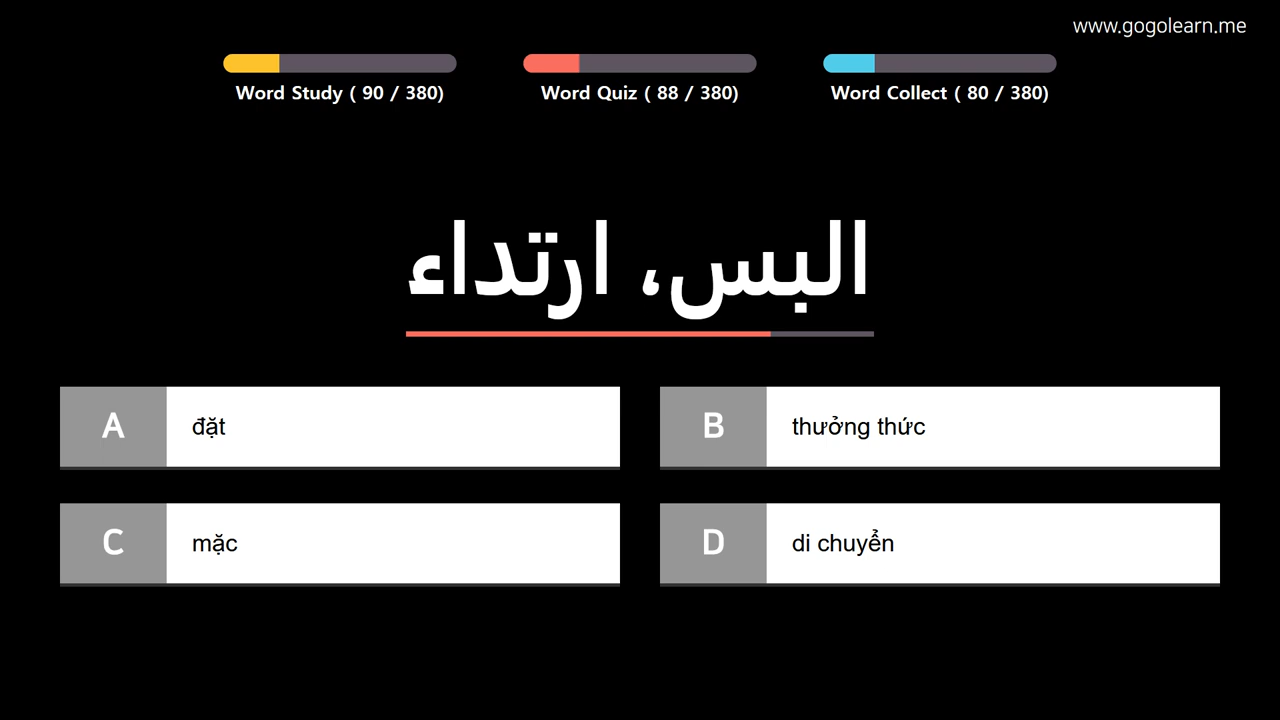 www.gogolearn.me
Word Study ( 90 / 380)
Word Quiz ( 88 / 380)
Word Collect ( 80 / 380)
البس، ارتداء
A đặt
B thưởng thức
C mặc
D di chuyển